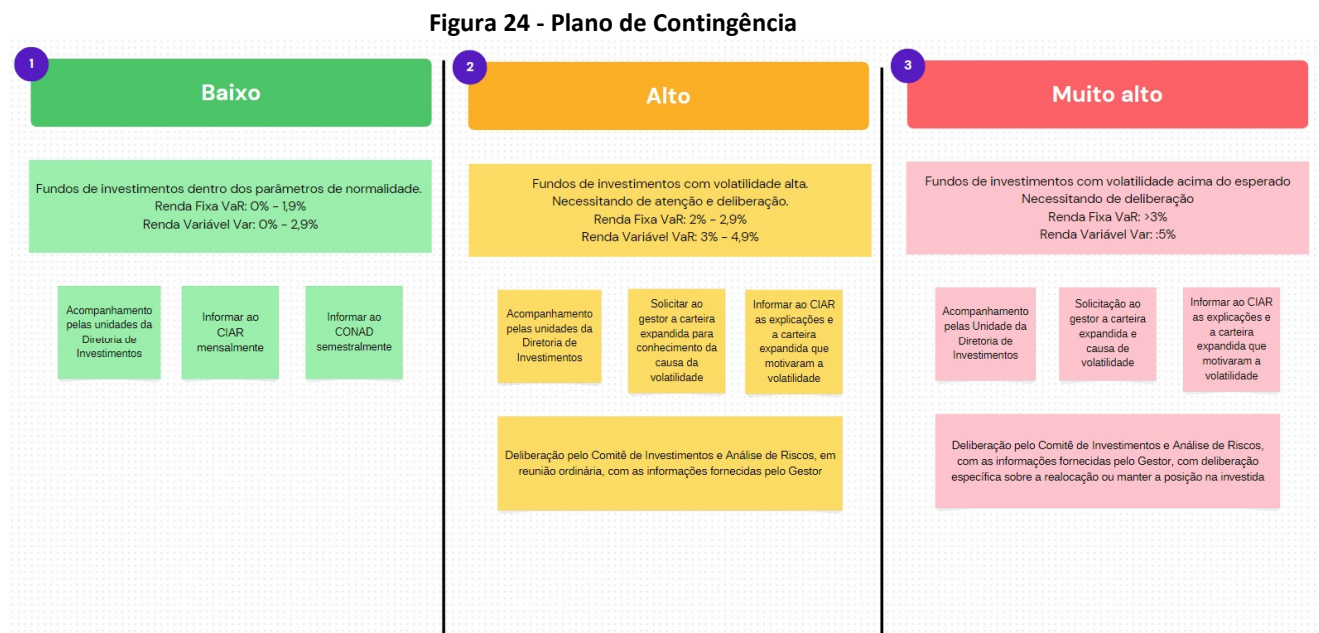 Figura 24 - Plano de Contingência
1
Baixo
Fundos de investimentos dentro dos parâmetros de normalidade.
Renda Fixa VaR: 0% - 1,9%
Renda Variável Var: 0% - 2,9%
Acompanhamento
pelas unidades da
Diretoria de
Investimentos
Informar ao
CIAR
mensalmente
Informar ao
CONAD
semestralmente
2
Alto
Fundos de investimentos com volatilidade alta.
Necessitando de atenção e deliberação.
Renda Fixa VaR: 2% - 2,9%
Renda Variável VaR: 3% - 4,9%
Acompanhamento
pelas unidades da
Diretoria de
Investimentos
Solicitar ao
gestor a carteira
expandida para
conhecimento da
causa da
volatilidade
Informar ao CIAR
as explicações e
a carteira
expandida que
motivaram a
volatilidade
Deliberação pelo Comitê de Investimentos e Análise de Riscos, em
reunião ordinária, com as informações fornecidas pelo Gestor
3
Muito alto
Fundos de investimentos com volatilidade acima do esperado
Necessitando de deliberação
Renda Fixa VaR: >3%
Renda Variável Var: :5%
Acompanhamento
pelas Unidade da
Diretoria de
Investimentos
Solicitação ao
gestor a carteira
expandida e
causa de
volatilidade
Informar ao CIAR
as explicações e
a carteira
expandida que
motivaram a
volatilidade
Deliberação pelo Comitê de Investimentos e Análise de Riscos,
com as informações fornecidas pelo Gestor, com deliberação
específica sobre a realocação ou manter a posição na investida